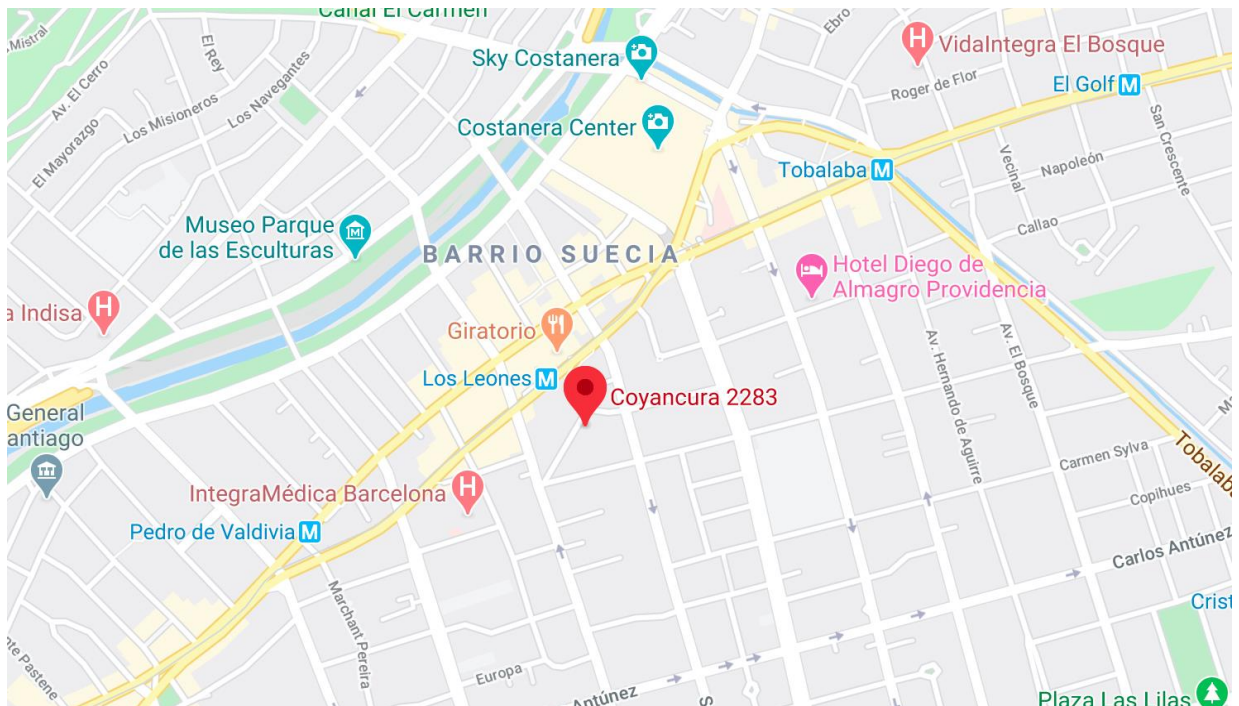 Canal El Carmen
Mistral
El Rey
Av. El Cerro
Los Navegantes
Los Misioneros
El Mayorazgo
Sky Costanera
Costanera Center
Ebro
VidaIntegra El Bosque
Roger de Flor
El Golf M
San Crescente
Vecinal
Napoleón
Tobalaba M
Callao
Museo Parque
de las Esculturas
BARRIO SUECIA
Hotel Diego de
Almagro Providencia
a Indisa
Giratorio
Los Leones M
Coyancura 2283
Av. Hernando de Aguirre
Av. El Bosque
General
antiago
IntegraMédica Barcelona
Carmen Sylva
Tobalaba
Copihues
Pedro de Valdivia M
Carlos Antúnez
Marchant Pereira
Crist
Europa
nte Pastene
Antúnez
S
Plaza Las Lilas